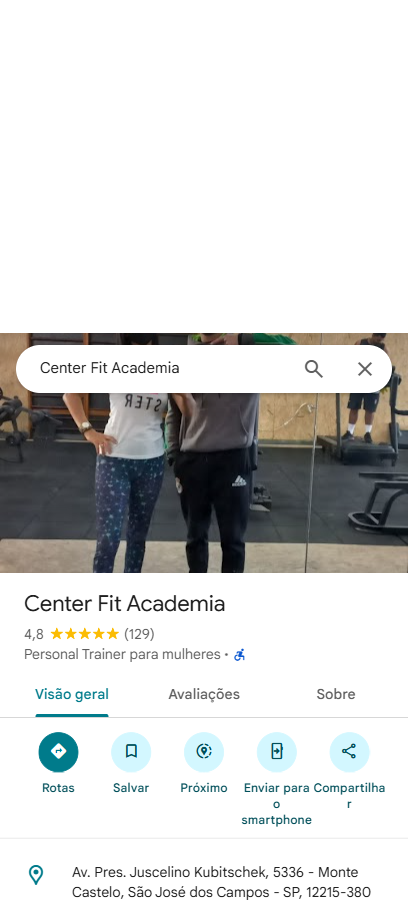 Center Fit Academia
STER
adidas
Center Fit Academia
4,8 (129)
Personal Trainer para mulheres ·
Visão geral
Avaliações
Sobre
Rotas
Salvar
Próximo
Enviar para
o
smartphone
Compartilha
r
Av. Pres. Juscelino Kubitschek, 5336 - Monte
Castelo, São José dos Campos - SP, 12215-380